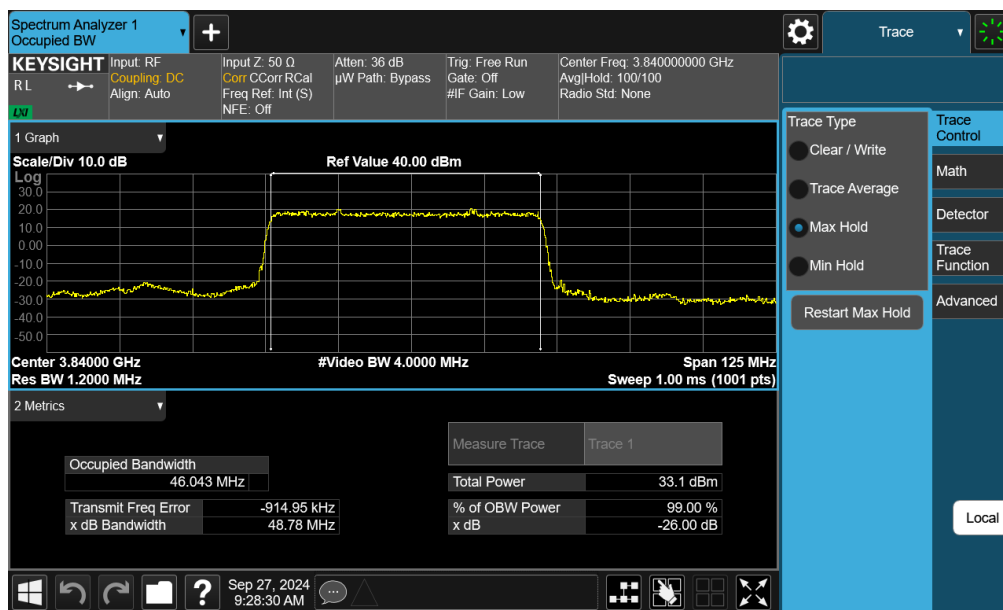 Spectrum Analyzer 1
Occupied BW
+
Trace
KEYSIGHT
RL
LXI
Input: RF
Coupling: DC
Align: Auto
Input Z: 50 Ω
Corr CCorr RCal
Freq Ref: Int (S)
NFE: Off
Atten: 36 dB
µW Path: Bypass
Trig: Free Run
Gate: Off
#IF Gain: Low
Center Freq: 3.840000000 GHz
Avg|Hold: 100/100
Radio Std: None
1 Graph
Scale/Div 10.0 dB
Ref Value 40.00 dBm
Log
30.0
20.0
10.0
0.00
-10.0
-20.0
-30.0
-40.0
-50.0
Center 3.84000 GHz
#Video BW 4.0000 MHz
Span 125 MHz
Res BW 1.2000 MHz
Sweep 1.00 ms (1001 pts)
2 Metrics
Measure Trace
Trace 1
Occupied Bandwidth
46.043 MHz
Total Power
33.1 dBm
Transmit Freq Error
-914.95 kHz
% of OBW Power
99.00 %
x dB Bandwidth
48.78 MHz
x dB
-26.00 dB
Trace Type
Clear / Write
Trace Average
Max Hold
Min Hold
Restart Max Hold
Trace
Control
Math
Detector
Trace
Function
Advanced
Local
?
Sep 27, 2024
9:28:30 AM